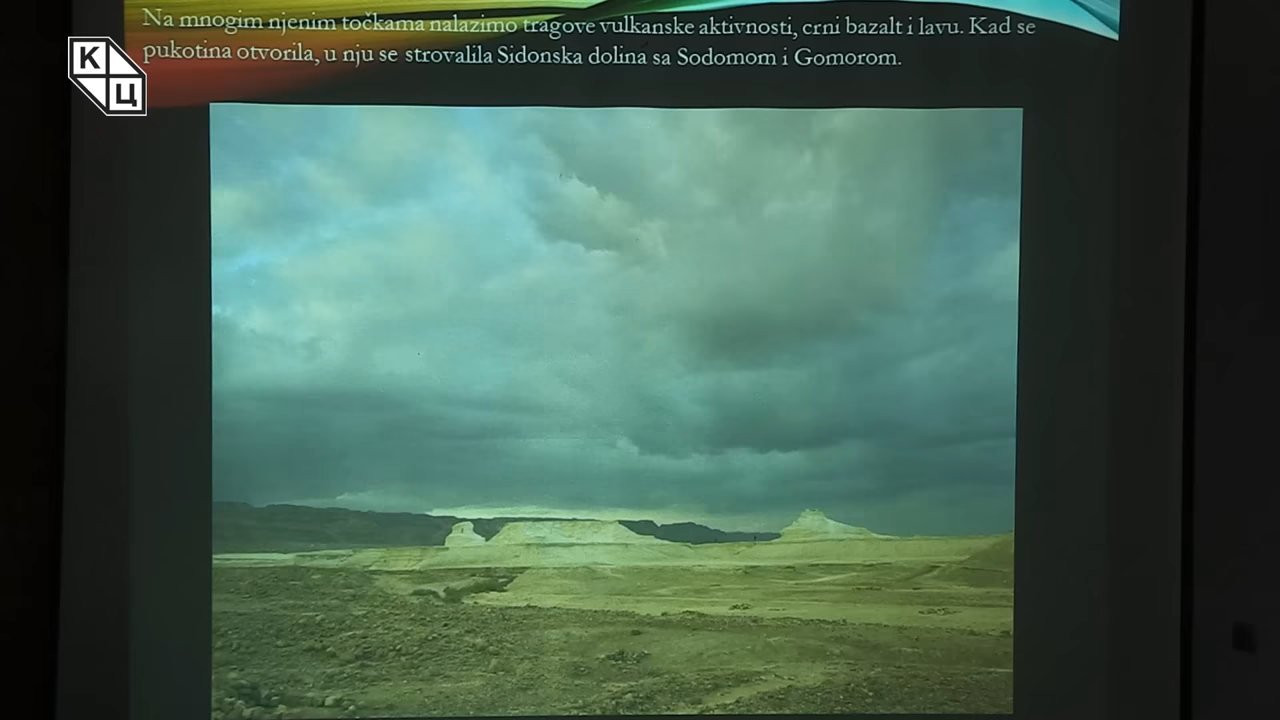 Na mnogim njenim točkama nalazimo tragove vulkanske aktivnosti, crni bazalt i lavu. Kad se
pukotina otvorila, u nju se strovalila Sidonska dolina sa Sodomom i Gomorom.
К
Ц